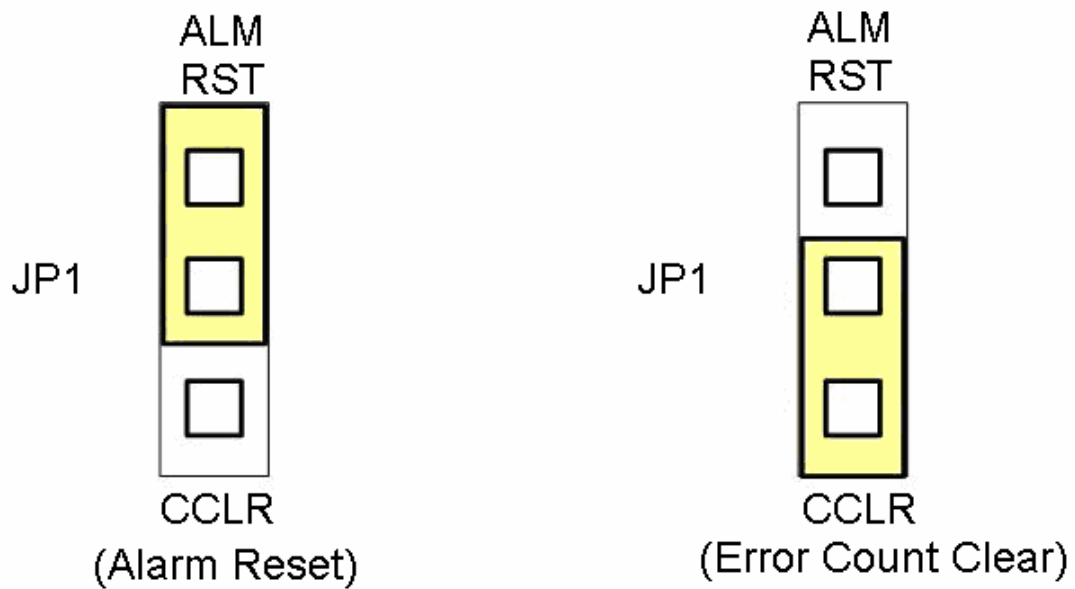 ALM
RST
JP1
CCLR
(Alarm Reset)
ALM
RST
JP1
CCLR
(Error Count Clear)